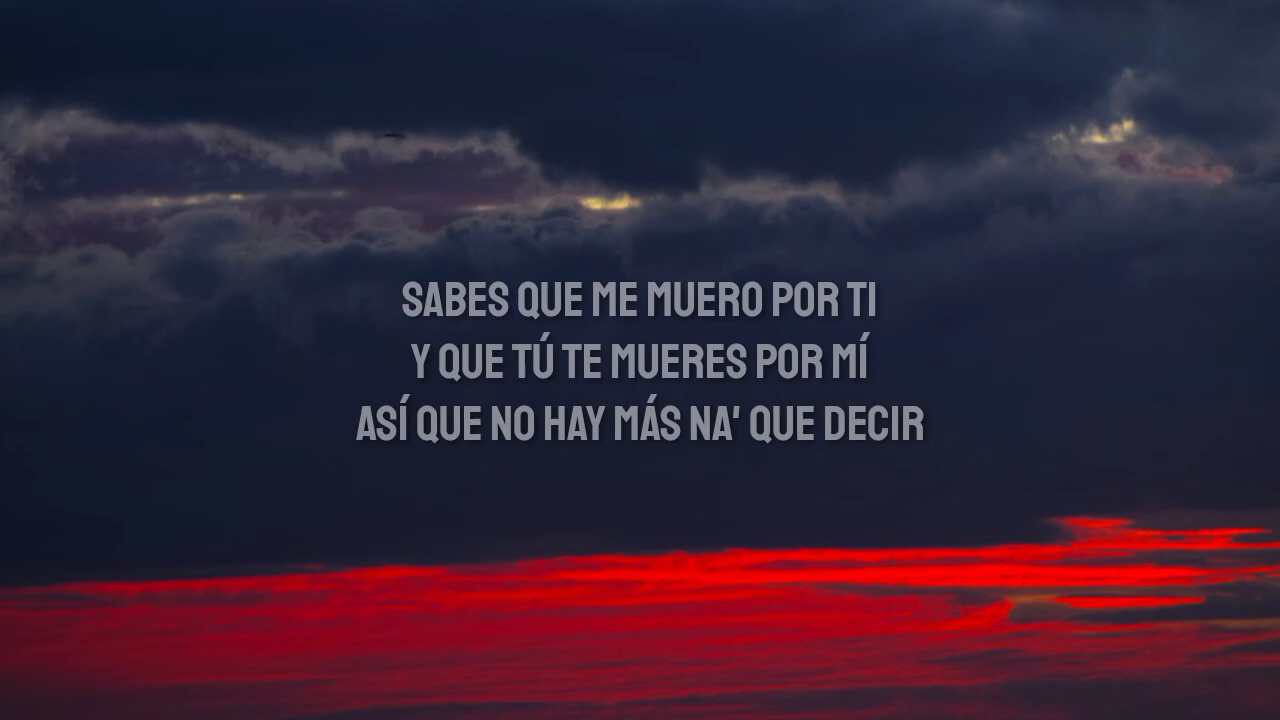 SABES QUE ME MUERO POR TI
Y QUE TÚ TE MUERES POR MÍ
ASÍ QUE NO HAY MÁS NA' QUE DECIR